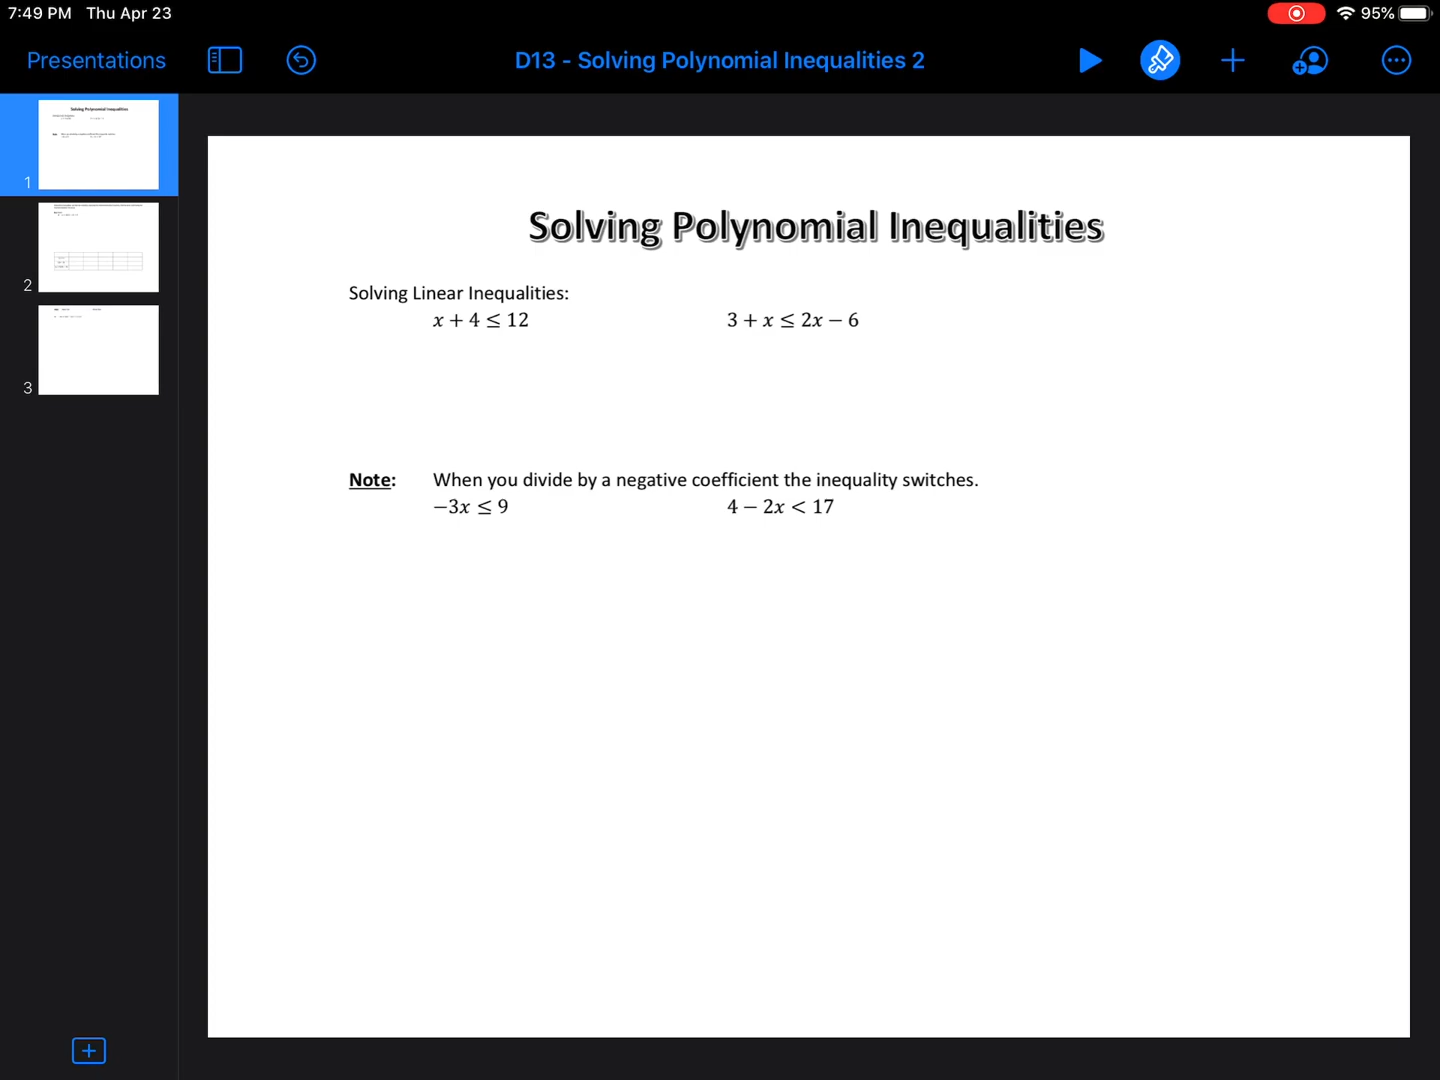 7:49 PM Thu Apr 23
95%
Presentations
D13 - Solving Polynomial Inequalities 2
1
2
3
Solving Polynomial Inequalities
Solving Linear Inequalities:
x + 4 ≤ 12 3 + x ≤ 2x − 6
Note: When you divide by a negative coefficient the inequality switches.
−3x ≤ 9 4 − 2x < 17